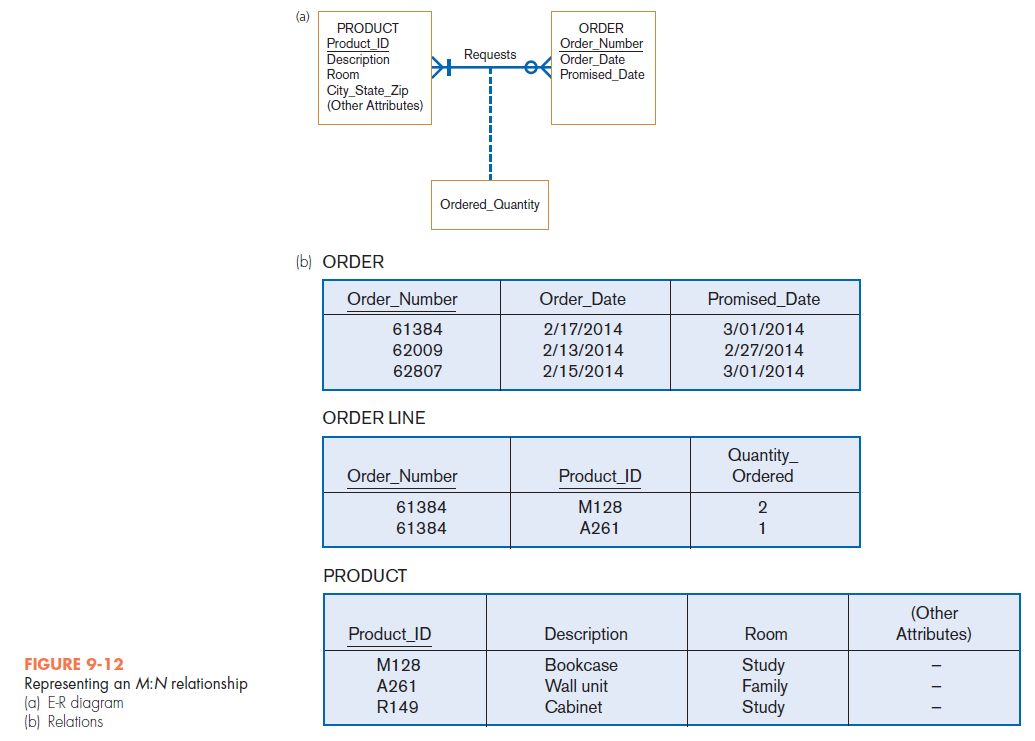 (a)
PRODUCT
Product_ID
Description
Room
City_State_Zip
(Other Attributes)
Requests
ORDER
Order_Number
Order_Date
Promised_Date
Ordered_Quantity
(b) ORDER
Order_Number Order_Date Promised_Date
61384 2/17/2014 3/01/2014
62009 2/13/2014 2/27/2014
62807 2/15/2014 3/01/2014
ORDER LINE
Quantity_
Order_Number Product_ID Ordered
61384 M128 2
61384 A261 1
PRODUCT
(Other
Product_ID Description Room Attributes)
M128 Bookcase Study –
A261 Wall unit Family –
R149 Cabinet Study –
FIGURE 9-12
Representing an M:N relationship
(a) E-R diagram
(b) Relations